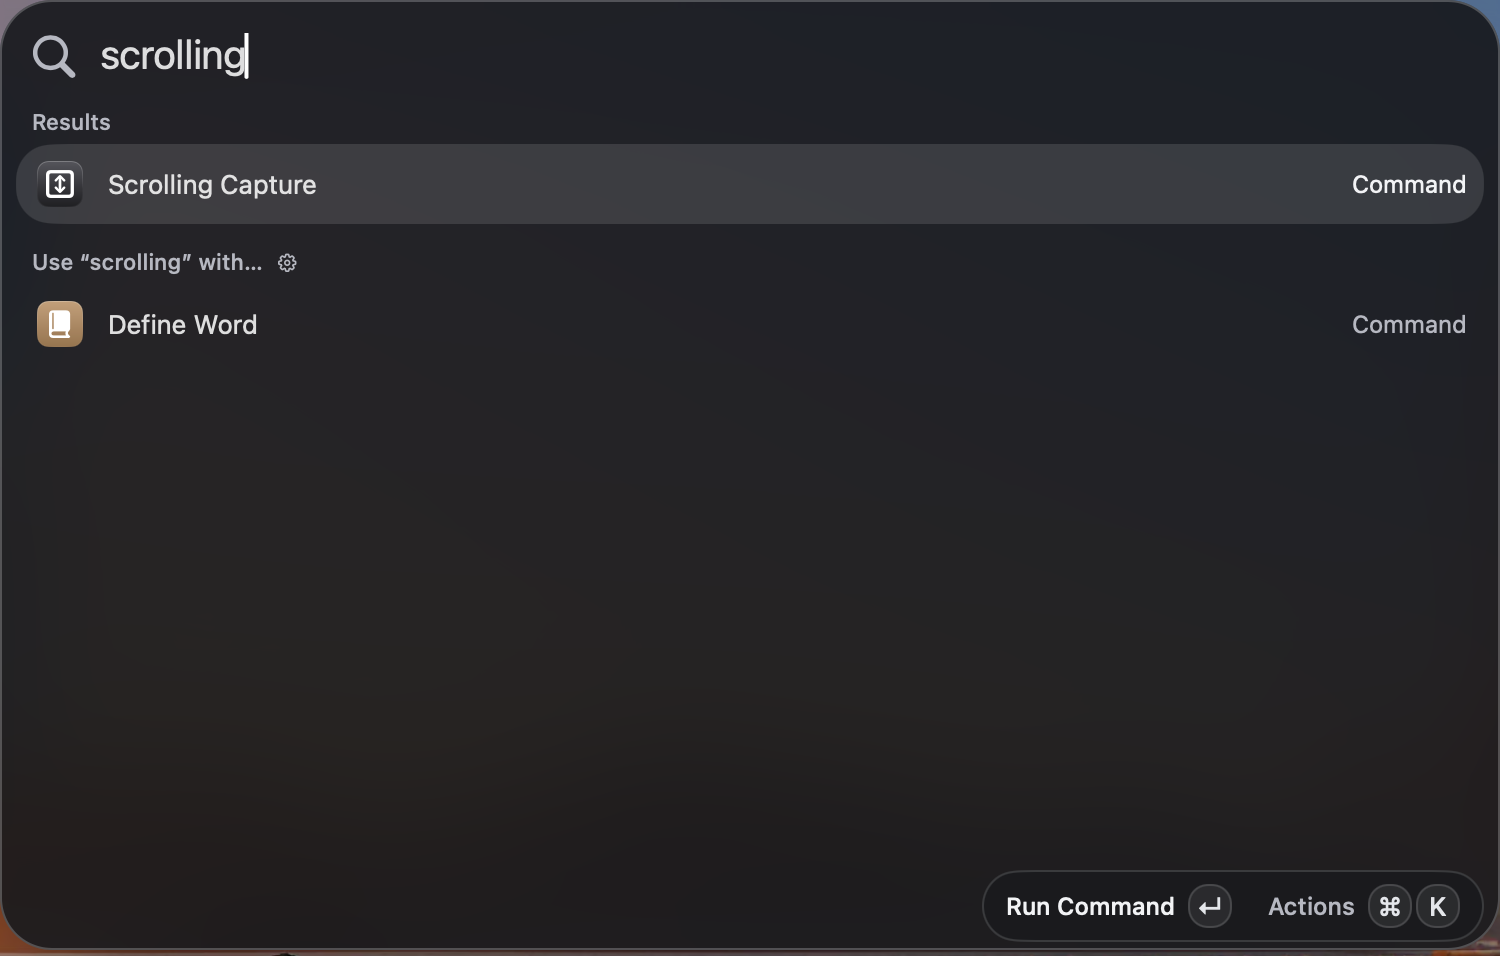 scrolling
Results
Scrolling Capture Command
Use “scrolling” with...
Define Word Command
Run Command ↵ Actions ⌘ K